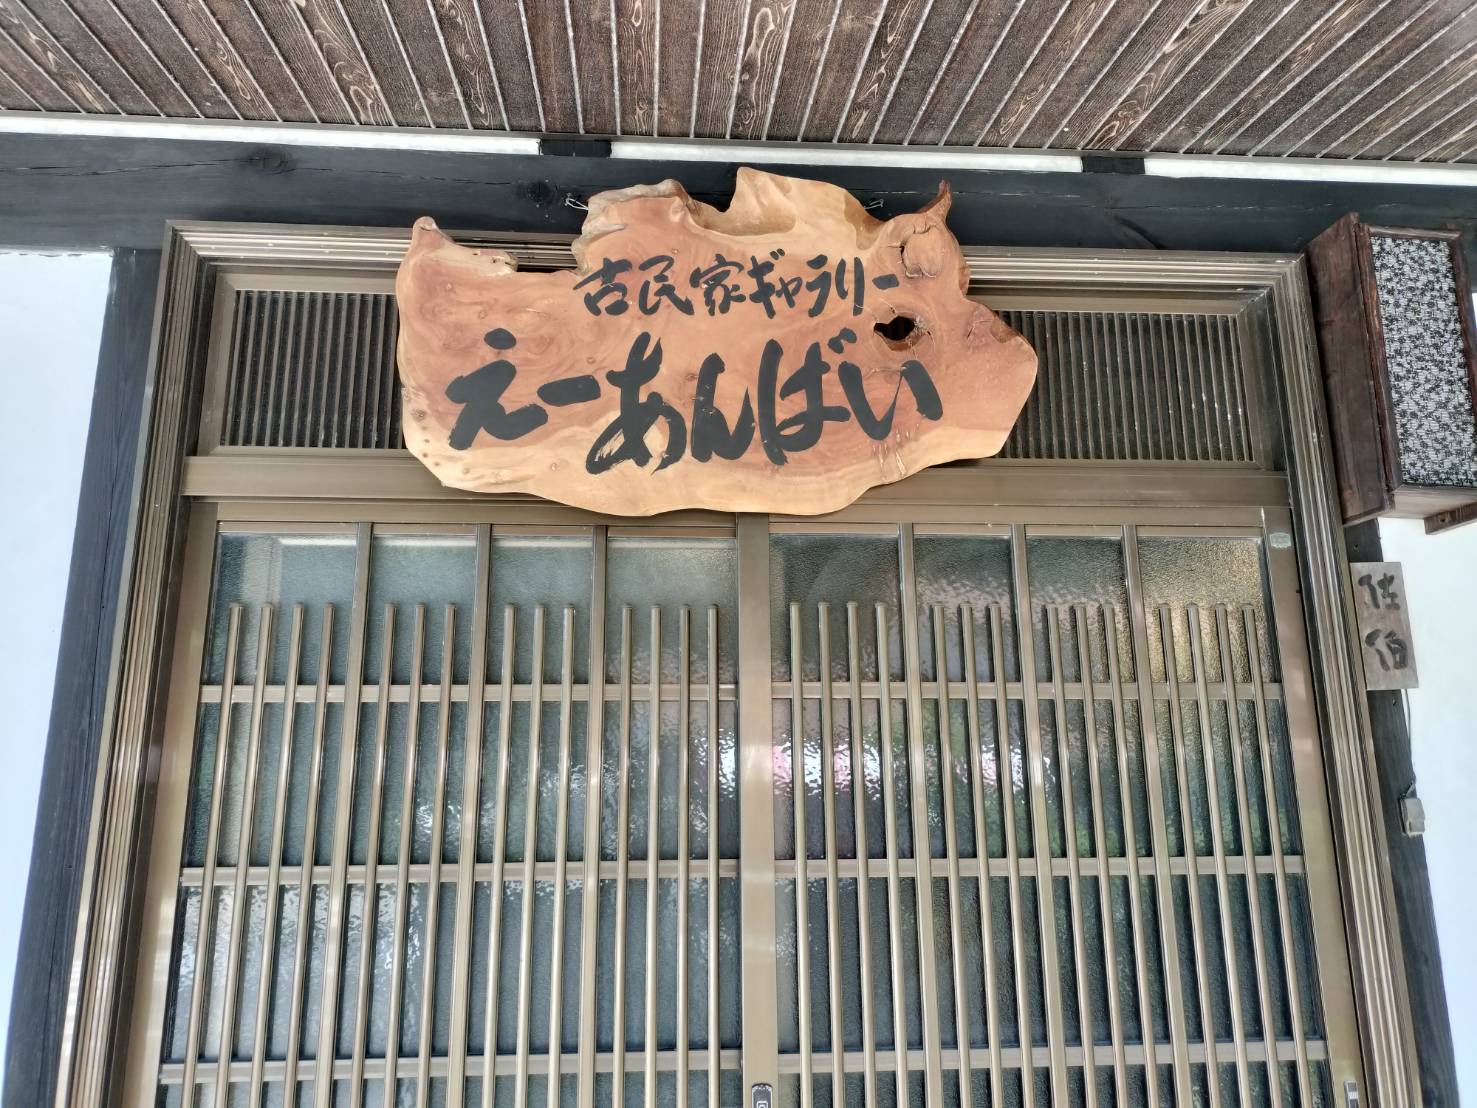 古民家ギャラリー
えーあんばい
佐伯